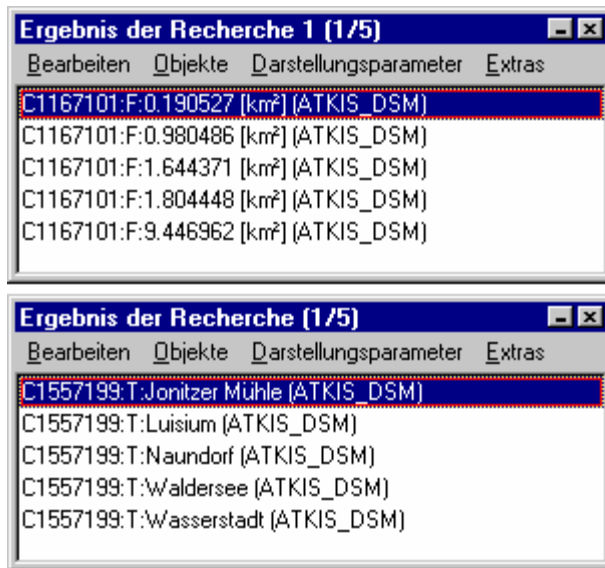 Ergebnis der Recherche 1 (1/5)
Bearbeiten Objekte Darstellungsparameter Extras
C1167101:F:0.190527 [km²] (ATKIS_DSM)
C1167101:F:0.980486 [km²] (ATKIS_DSM)
C1167101:F:1.644371 [km²] (ATKIS_DSM)
C1167101:F:1.804448 [km²] (ATKIS_DSM)
C1167101:F:9.446962 [km²] (ATKIS_DSM)
Ergebnis der Recherche (1/5)
Bearbeiten Objekte Darstellungsparameter Extras
C1557199:T:Jonitzer Mühle (ATKIS_DSM)
C1557199:T:Luisium (ATKIS_DSM)
C1557199:T:Naundorf (ATKIS_DSM)
C1557199:T:Waldersee (ATKIS_DSM)
C1557199:T:Wasserstadt (ATKIS_DSM)